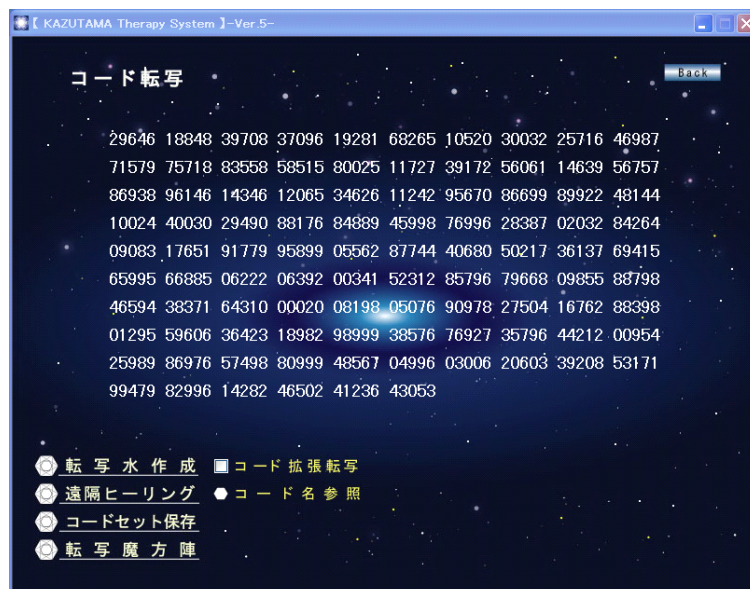 【 KAZUTAMA Therapy System 】-Ver.5-
コード転写
Back
29646 18848 39708 37096 19281 68265 10520 30032 25716 46987
71579 75718 83558 58515 80025 11727 39172 56061 14639 56757
86938 96146 14346 12065 34626 11242 95670 86699 89922 48144
10024 40030 29490 88176 84889 45998 76996 28387 02032 84264
09083 17651 91779 95899 05562 87744 40680 50217 36137 69415
65995 66885 06222 06392 00341 52312 85796 79668 09855 88798
46594 38371 64310 00020 08198 05076 90978 27504 16762 88398
01295 59606 36423 18982 98999 38576 76927 35796 44212 00954
25989 86976 57498 80999 48567 04996 03006 20603 39208 53171
99479 82996 14282 46502 41236 43053
転写水作成 コード拡張転写
遠隔ヒーリング コード名参照
コードセット保存
転写魔方陣